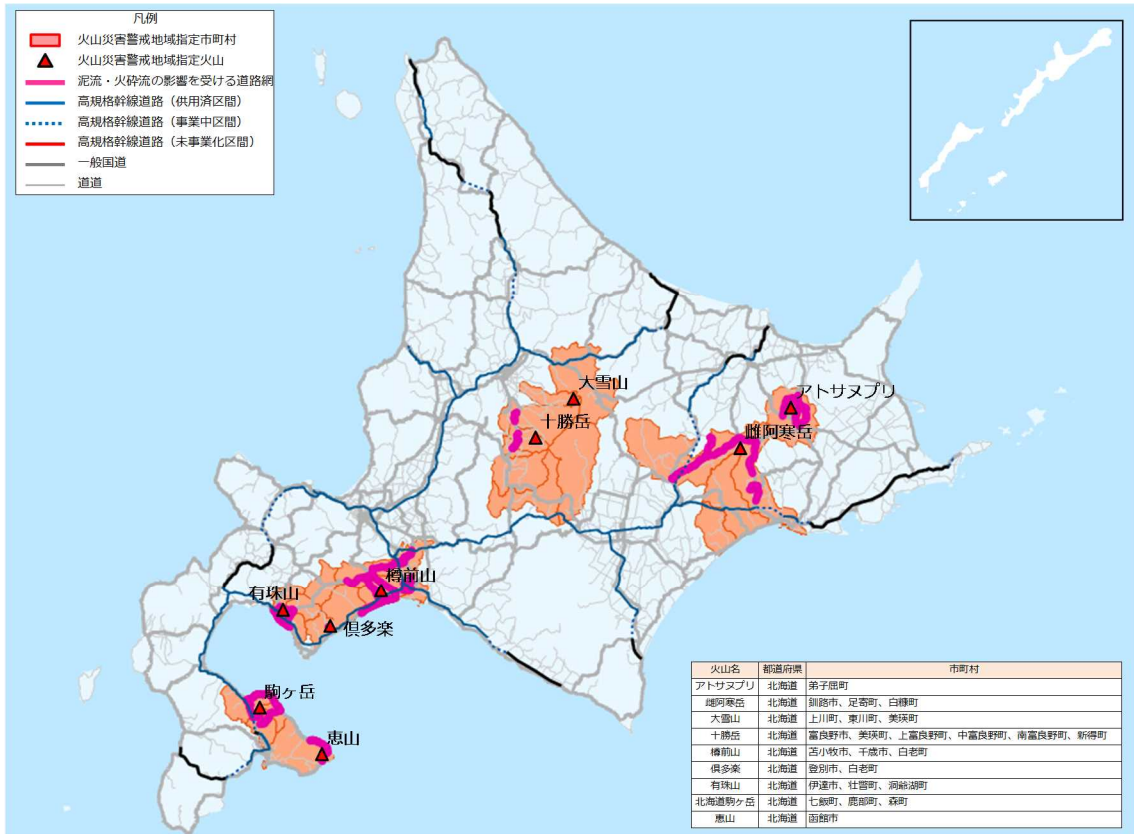 凡例
火山災害警戒地域指定市町村
火山災害警戒地域指定火山
泥流・火砕流の影響を受ける道路網
高規格幹線道路（供用済区間）
高規格幹線道路（事業中区間）
高規格幹線道路（未事業化区間）
一般国道
道道
大雪山
十勝岳
アトサヌプリ
雌阿寒岳
樽前山
有珠山
倶多楽
駒ヶ岳
恵山
火山名 都道府県 市町村
アトサヌプリ 北海道 弟子屈町
雌阿寒岳 北海道 釧路市、足寄町、白糠町
大雪山 北海道 上川町、東川町、美瑛町
十勝岳 北海道 富良野市、美瑛町、上富良野町、中富良野町、南富良野町、新得町
樽前山 北海道 苫小牧市、千歳市、白老町
倶多楽 北海道 登別市、白老町
有珠山 北海道 伊達市、壮瞥町、洞爺湖町
北海道駒ヶ岳 北海道 七飯町、鹿部町、森町
恵山 北海道 函館市